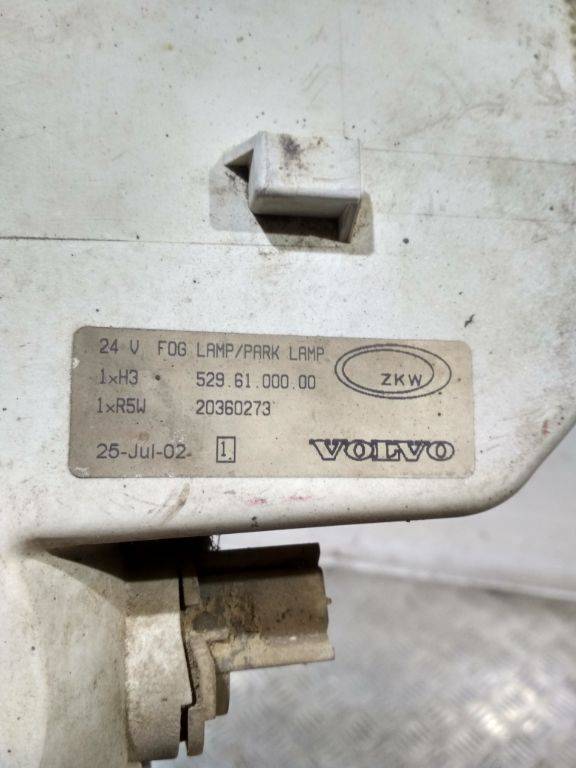 24 V FOG LAMP/PARK LAMP
1xH3 529.61.000.00
ZKW
1xR5W 20360273
25-Jul-02 1. VOLVO